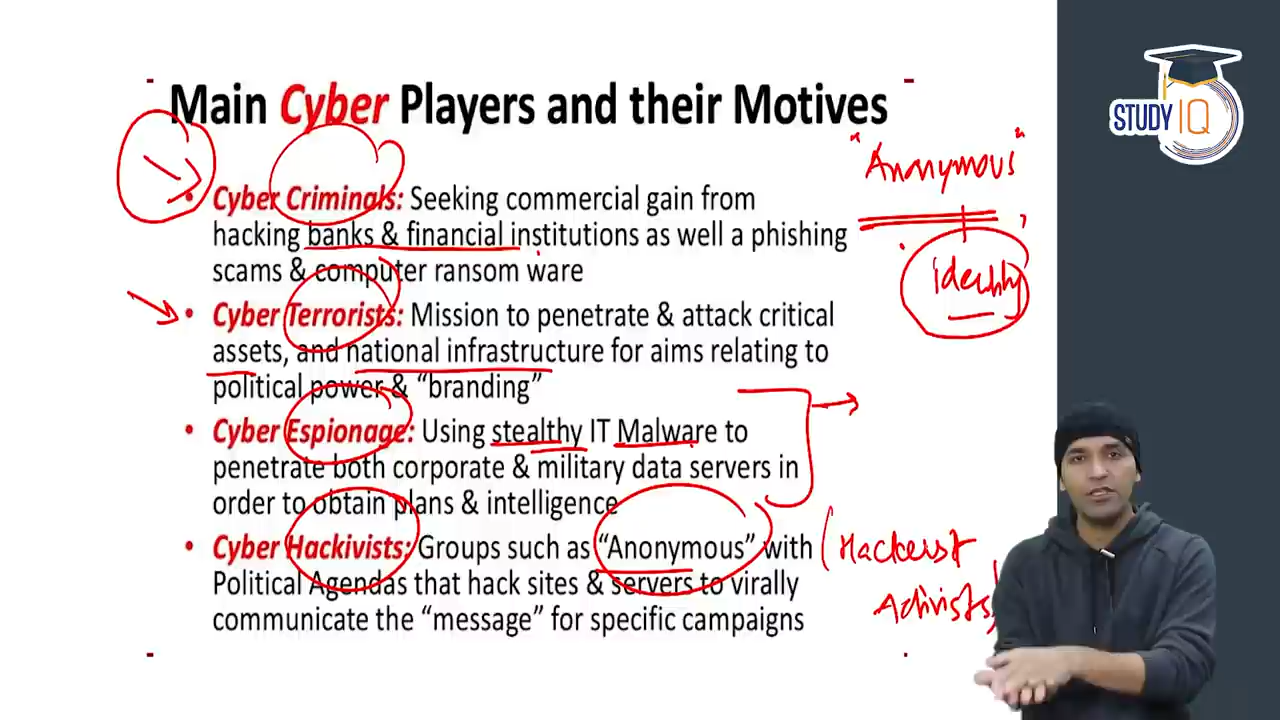 Main Cyber Players and their Motives
STUDY IQ
"Anonymous"
• Cyber Criminals: Seeking commercial gain from
hacking banks & financial institutions as well a phishing
scams & computer ransom ware
identity
• Cyber Terrorists: Mission to penetrate & attack critical
assets, and national infrastructure for aims relating to
political power & “branding”
• Cyber Espionage: Using stealthy IT Malware to
penetrate both corporate & military data servers in
order to obtain plans & intelligence
• Cyber Hackivists: Groups such as “Anonymous” with
Political Agendas that hack sites & servers to virally
communicate the “message” for specific campaigns
(Hackers+
Activists)